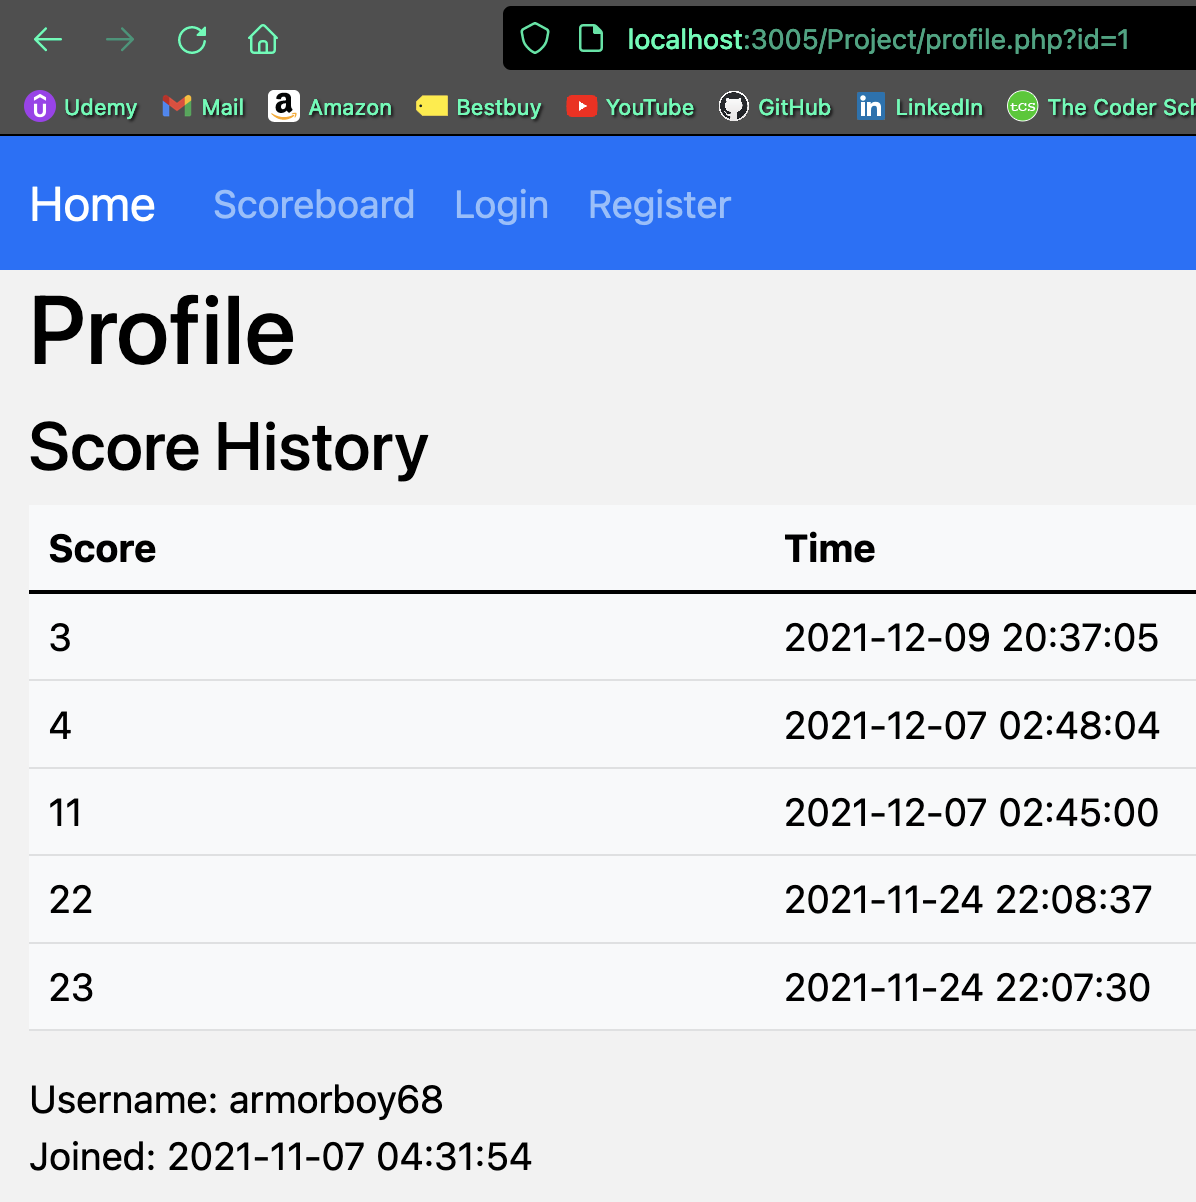 localhost:3005/Project/profile.php?id=1
Udemy Mail Amazon Bestbuy YouTube GitHub LinkedIn tcs The Coder Sch
Home Scoreboard Login Register
Profile
Score History
Score Time
3 2021-12-09 20:37:05
4 2021-12-07 02:48:04
11 2021-12-07 02:45:00
22 2021-11-24 22:08:37
23 2021-11-24 22:07:30
Username: armorboy68
Joined: 2021-11-07 04:31:54